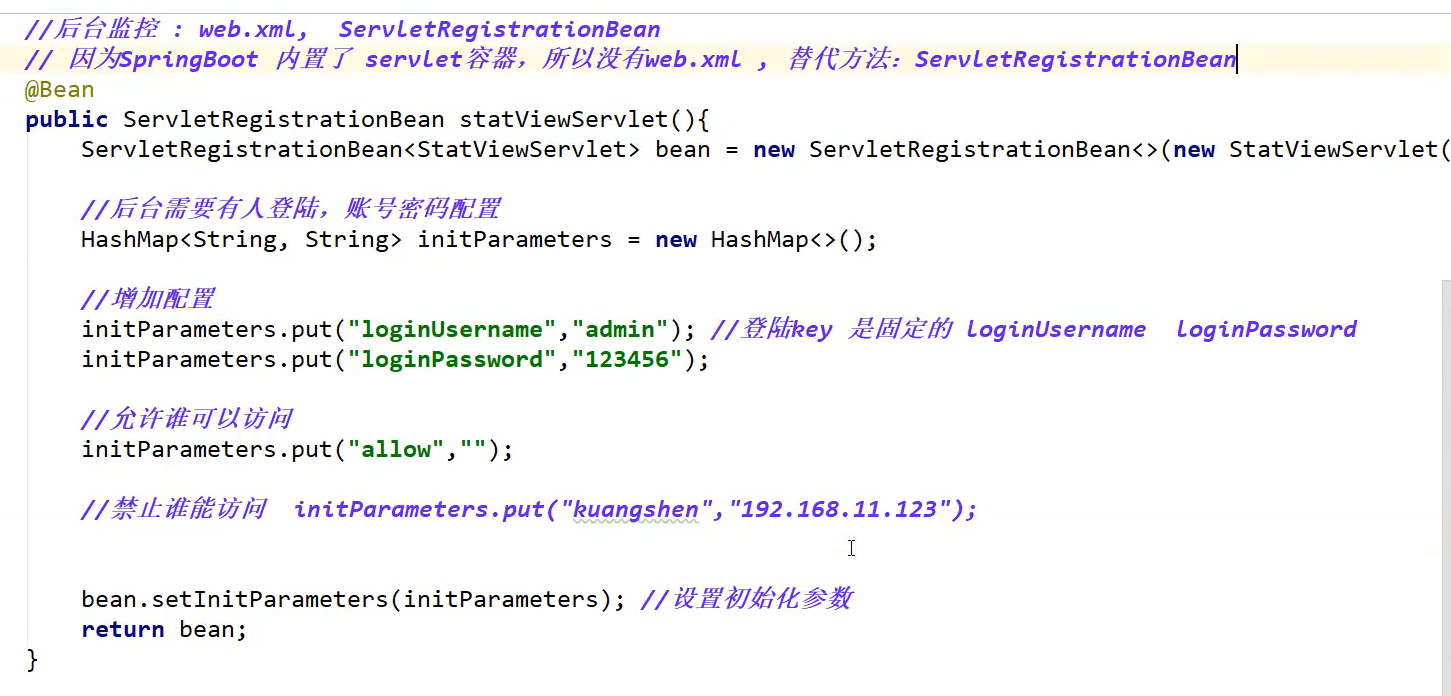 //后台监控 : web.xml, ServletRegistrationBean
// 因为SpringBoot 内置了 servlet容器，所以没有web.xml , 替代方法：ServletRegistrationBean
@Bean
public ServletRegistrationBean statViewServlet(){
    ServletRegistrationBean<StatViewServlet> bean = new ServletRegistrationBean<>(new StatViewServlet(
    //后台需要有人登陆，账号密码配置
    HashMap<String, String> initParameters = new HashMap<>();
    //增加配置
    initParameters.put("loginUsername","admin"); //登陆key 是固定的 loginUsername  loginPassword
    initParameters.put("loginPassword","123456");
    //允许谁可以访问
    initParameters.put("allow","");
    //禁止谁能访问  initParameters.put("kuangshen","192.168.11.123");
    bean.setInitParameters(initParameters); //设置初始化参数
    return bean;
}